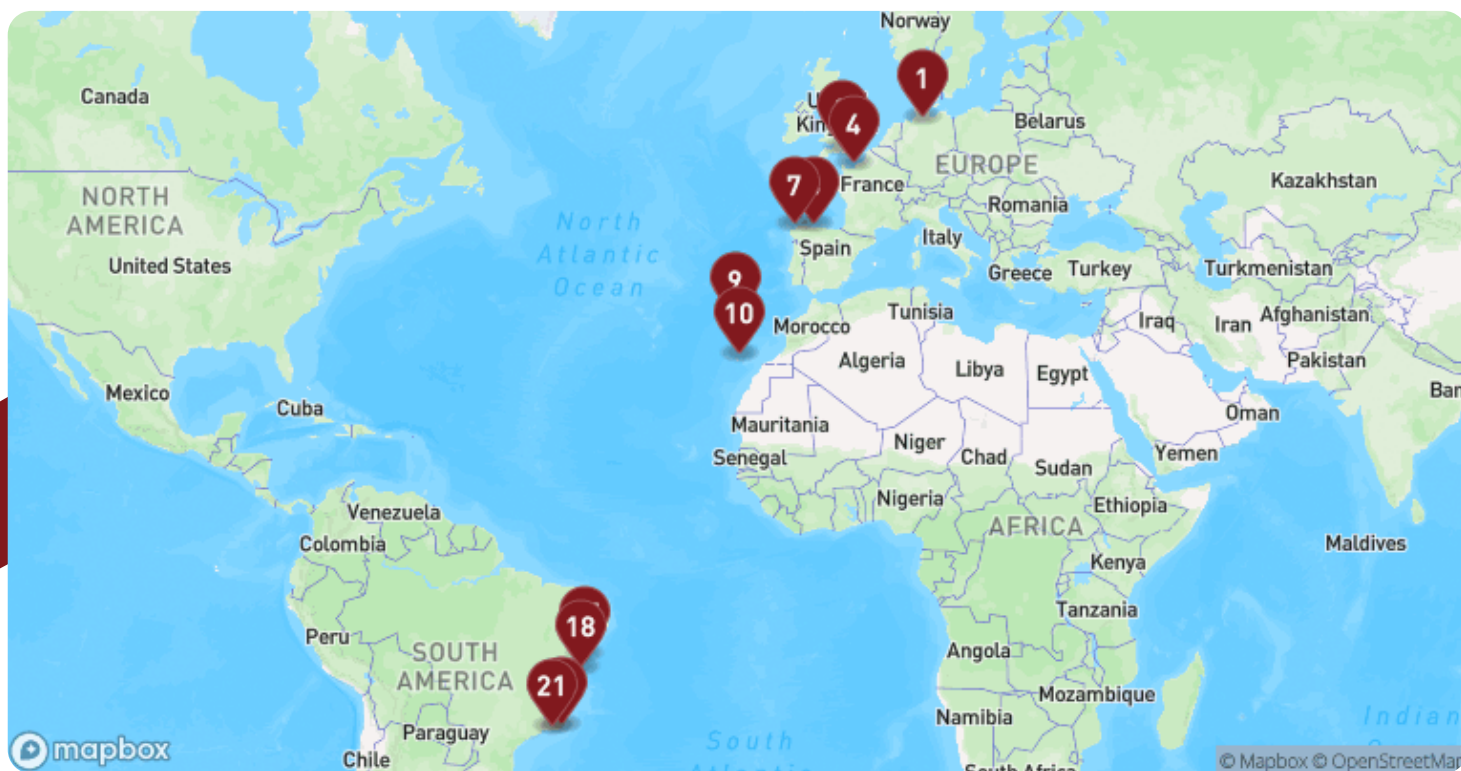 Norway
1
Canada
U
King
4
Belarus
EUROPE
7
France
Kazakhstan
NORTH
AMERICA
Romania
North
Atlantic
Ocean
Spain
Italy
United States
Greece
Turkey
Turkmenistan
9
10
Morocco
Tunisia
Iraq
Iran
Afghanistan
Algeria
Libya
Egypt
Pakistan
Mexico
Cuba
Ban
Oman
Mauritania
Niger
Chad
Yemen
Senegal
Sudan
Nigeria
Ethiopia
Venezuela
AFRICA
Colombia
Maldives
Kenya
Tanzania
18
Peru
SOUTH
AMERICA
Angola
21
Mozambique
Namibia
Paraguay
Indian
South
Chile
mapbox
© Mapbox © OpenStreetMap